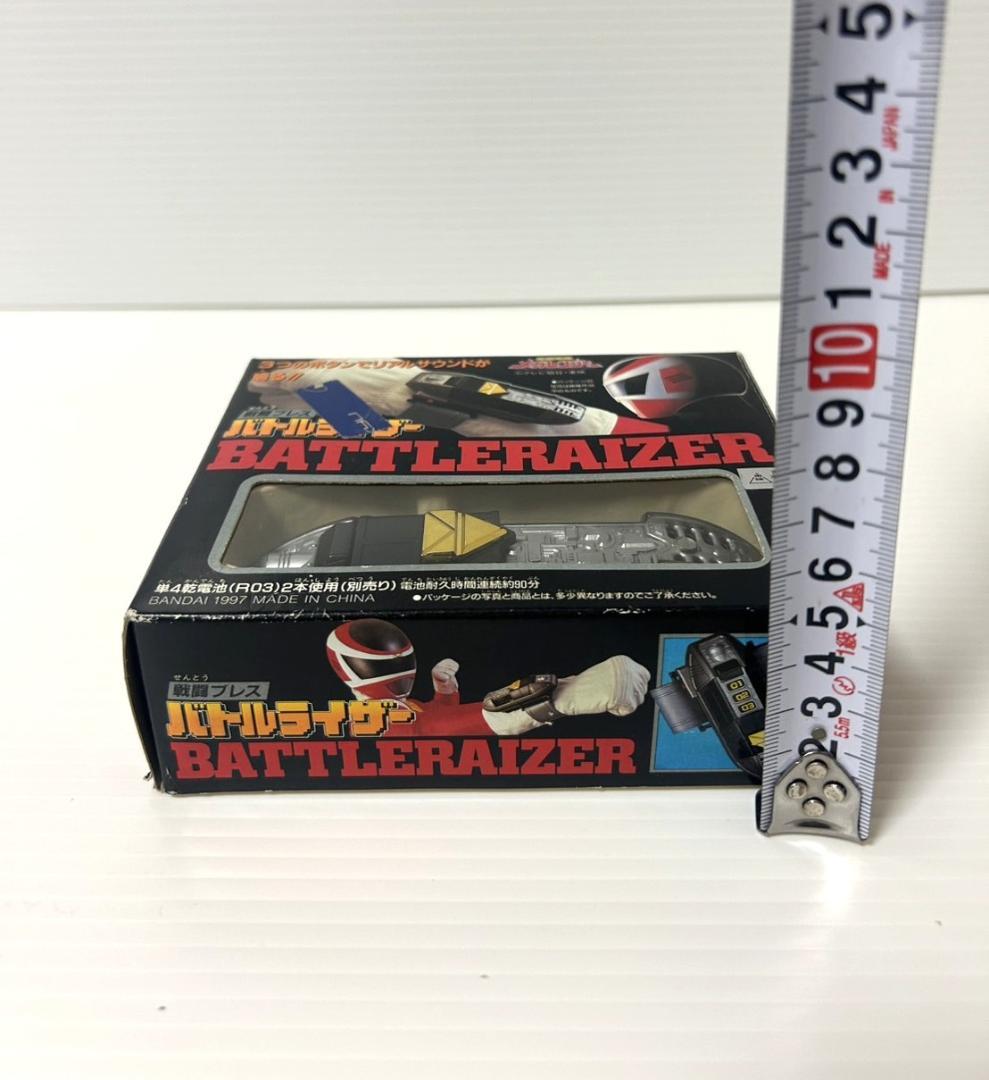 3つのボタンでリアルサウンドが
戦闘ブレス
バトルライザー
BATTLERAIZER
単4乾電池(R03)2本使用(別売り) 電池耐久時間連続約90分
BANDAI 1997 MADE IN CHINA
●パッケージの写真と商品とは、多少異なりますのでご了承ください。
せんとう
戦闘ブレス
バトルライザー
BATTLERAIZER
01
02
03
5
4
3
2
1
10
9
8
7
6
5
4
3
2
MADE IN JAPAN
1級
5.5m